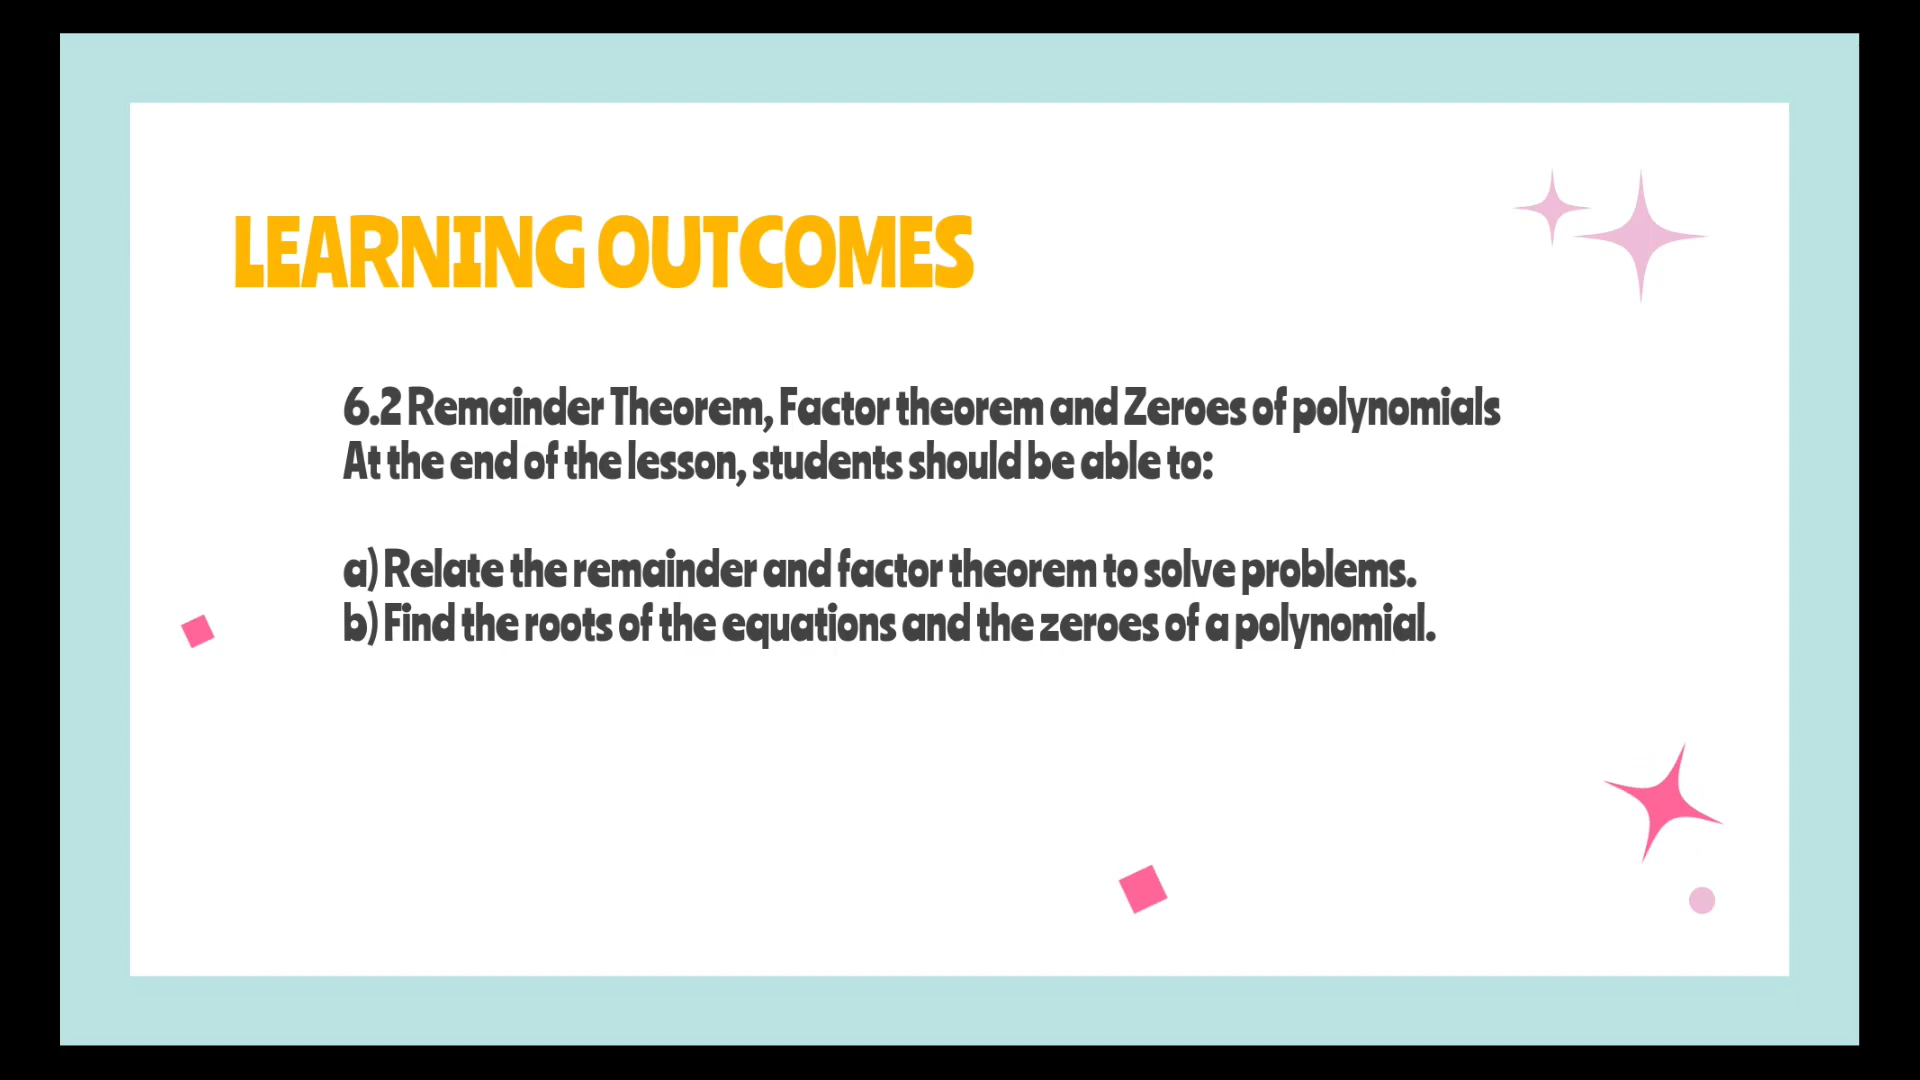 LEARNING OUTCOMES
6.2 Remainder Theorem, Factor theorem and Zeroes of polynomials
At the end of the lesson, students should be able to:
a) Relate the remainder and factor theorem to solve problems.
b) Find the roots of the equations and the zeroes of a polynomial.